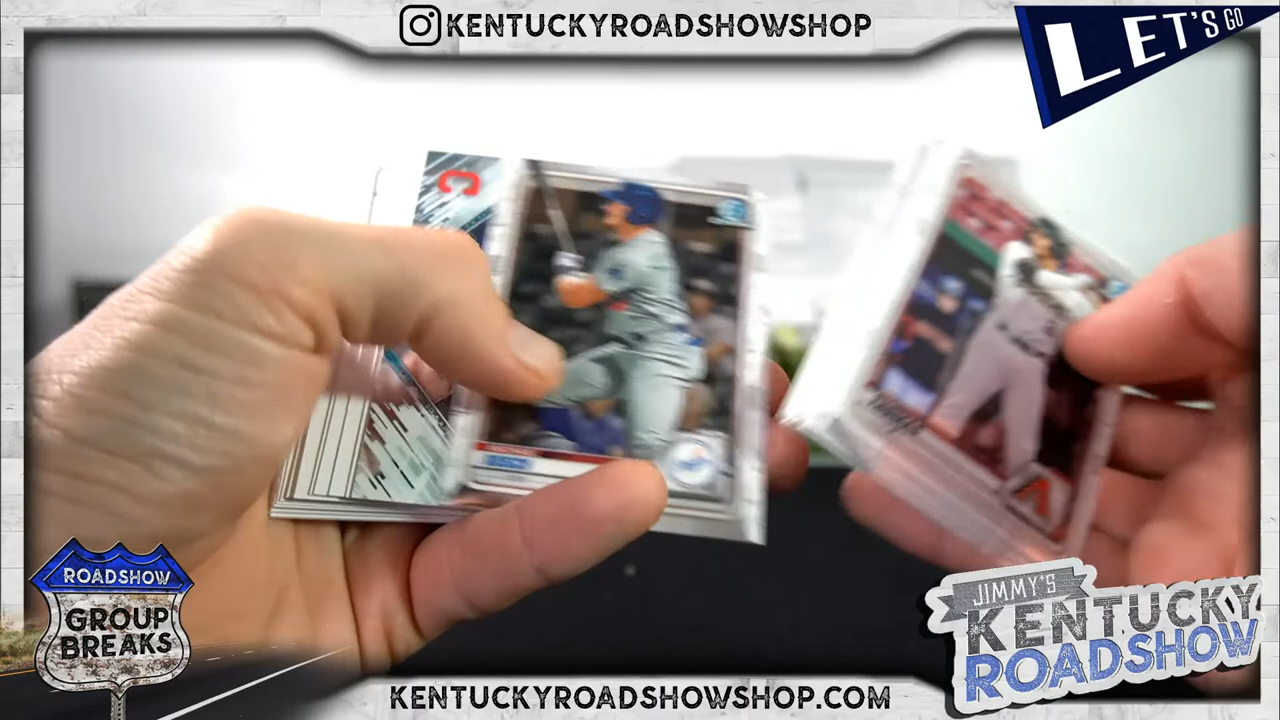 KENTUCKYROADSHOWSHOP
LET'S GO
C
ROADSHOW
GROUP
BREAKS
JIMMY'S
KENTUCKY
ROADSHOW
KENTUCKYROADSHOWSHOP.COM